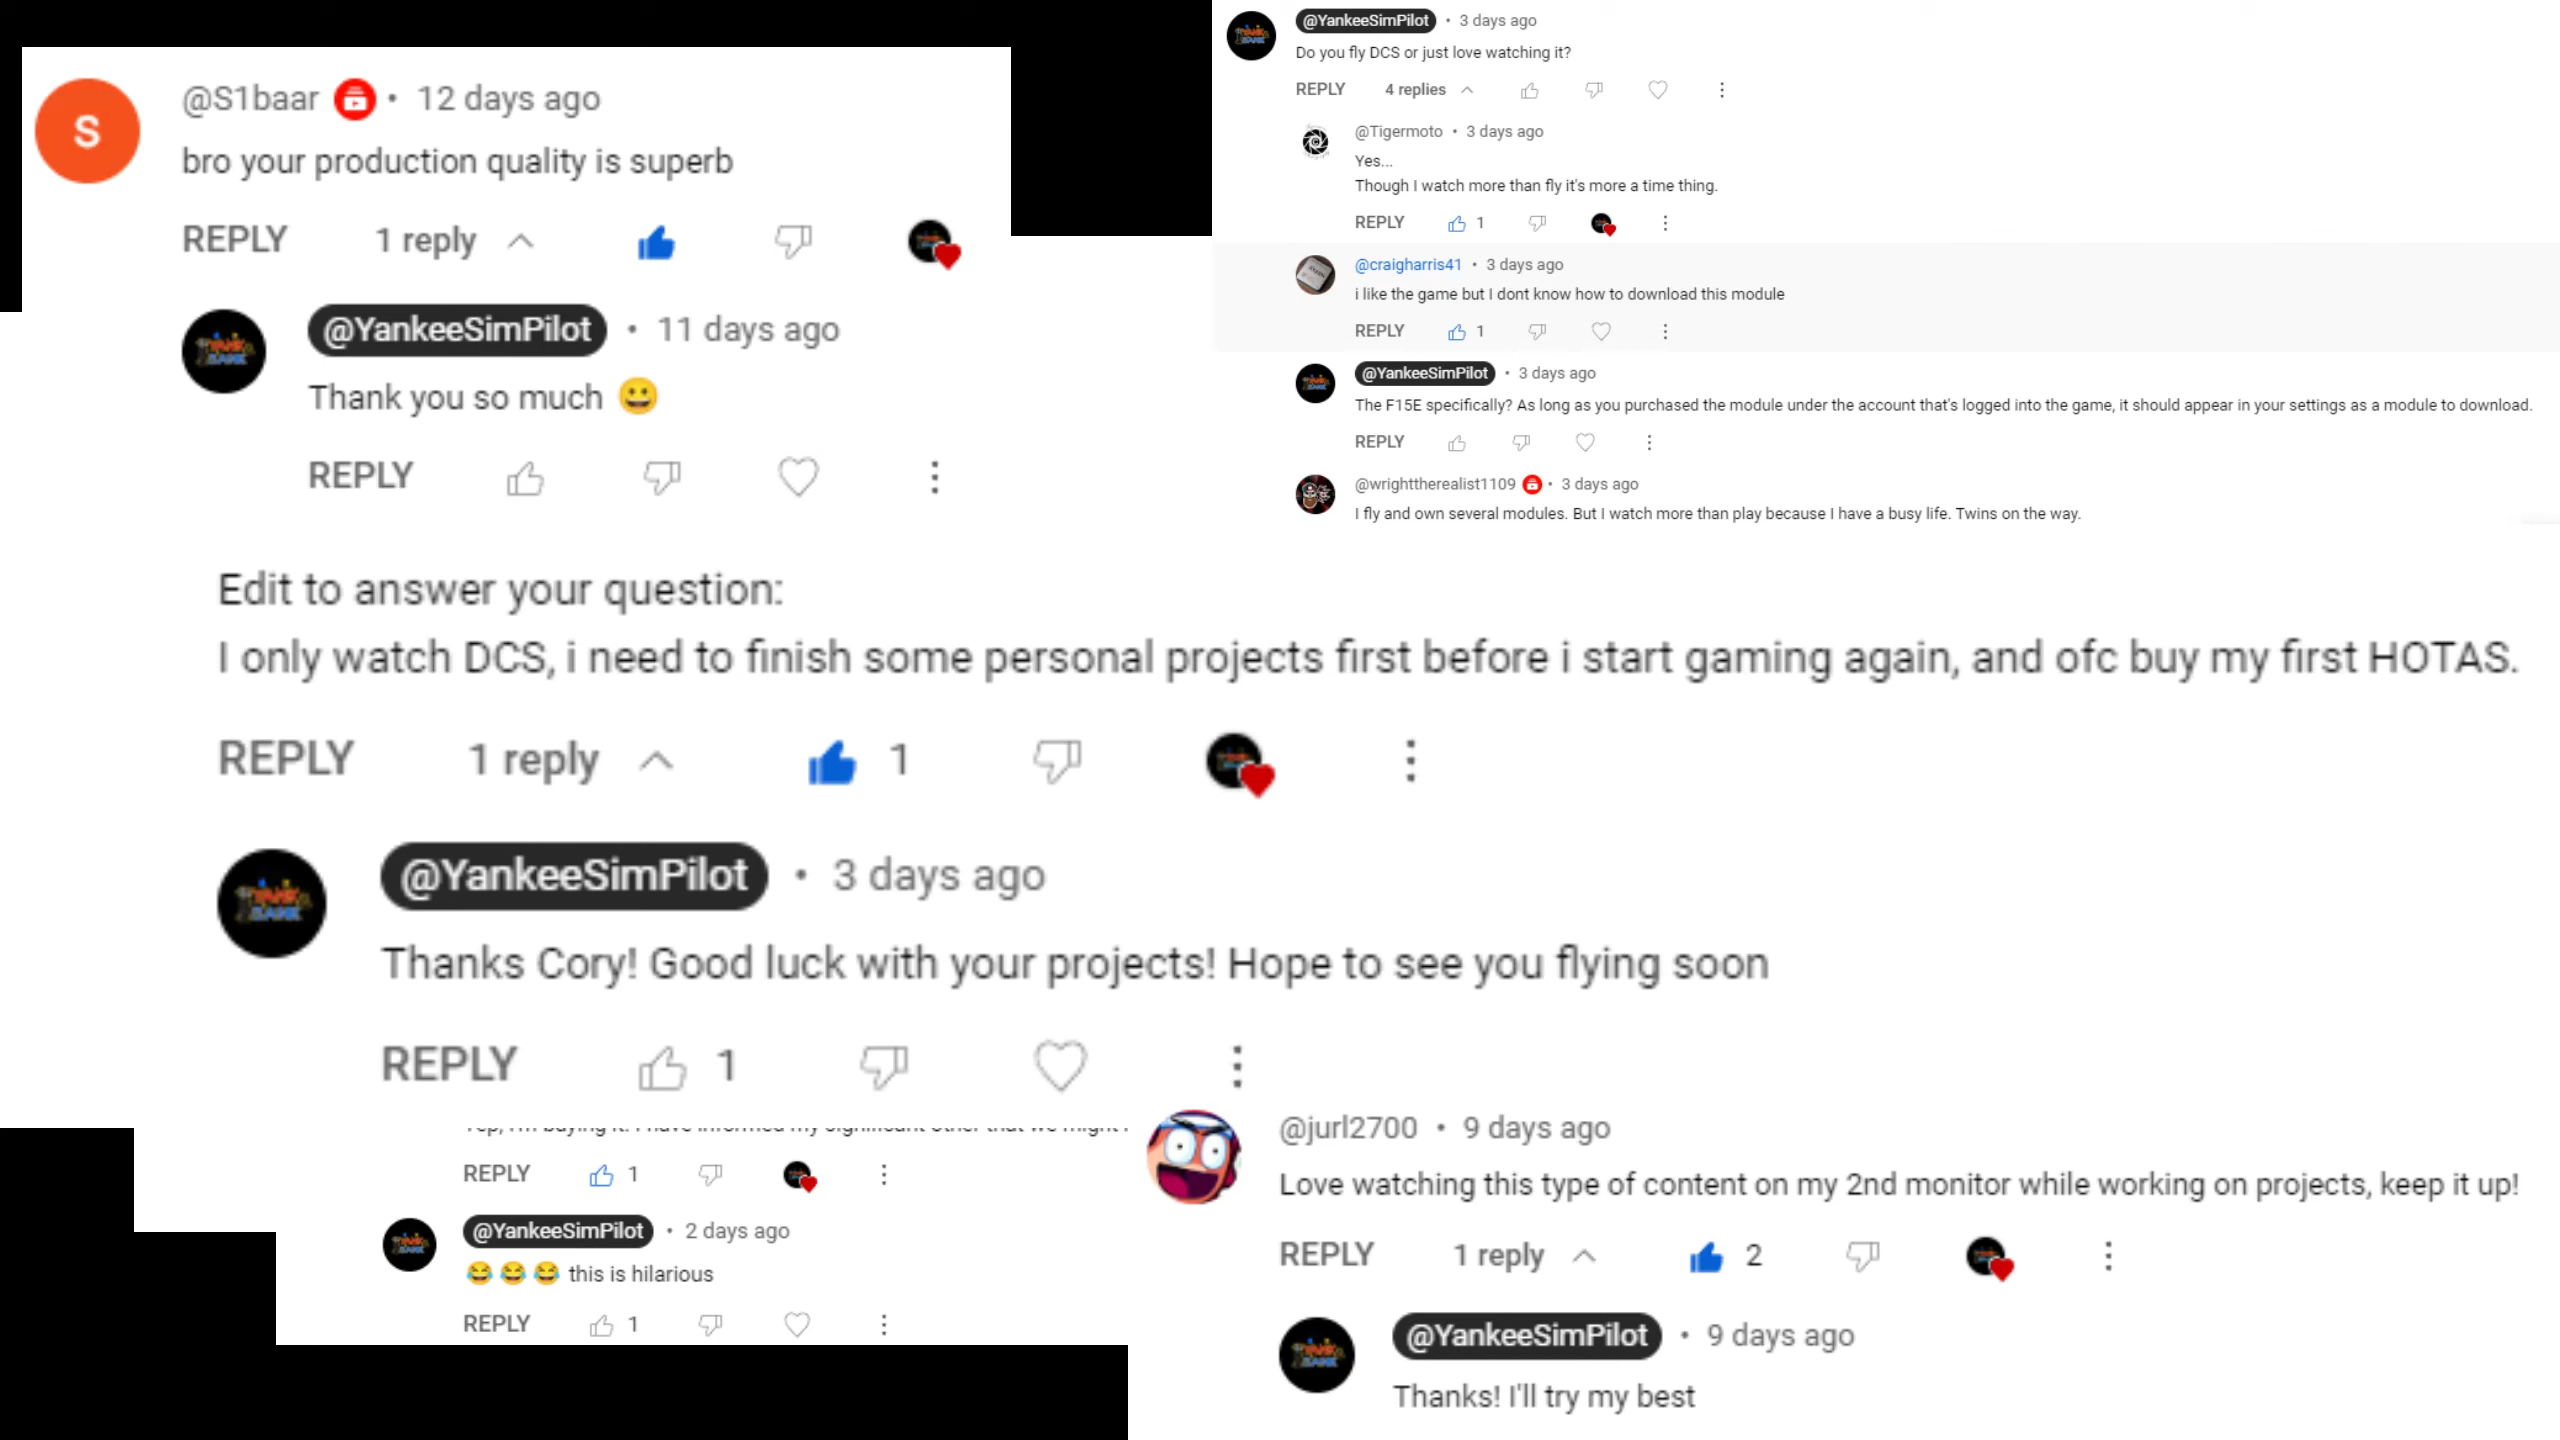 S
@S1baar • 12 days ago
bro your production quality is superb
REPLY 1 reply
@YankeeSimPilot • 11 days ago
Thank you so much 😀
REPLY
@YankeeSimPilot • 3 days ago
Do you fly DCS or just love watching it?
REPLY 4 replies
@Tigermoto • 3 days ago
Yes...
Though I watch more than fly it's more a time thing.
REPLY 1
@craigharris41 • 3 days ago
i like the game but I dont know how to download this module
REPLY 1
@YankeeSimPilot • 3 days ago
The F15E specifically? As long as you purchased the module under the account that's logged into the game, it should appear in your settings as a module to download.
REPLY
@wrighttherealist1109 • 3 days ago
I fly and own several modules. But I watch more than play because I have a busy life. Twins on the way.
Edit to answer your question:
I only watch DCS, i need to finish some personal projects first before i start gaming again, and ofc buy my first HOTAS.
REPLY 1 reply 1
@YankeeSimPilot • 3 days ago
Thanks Cory! Good luck with your projects! Hope to see you flying soon
REPLY 1
REPLY 1
@YankeeSimPilot • 2 days ago
😂 😂 😂 this is hilarious
REPLY 1
@jurl2700 • 9 days ago
Love watching this type of content on my 2nd monitor while working on projects, keep it up!
REPLY 1 reply 2
@YankeeSimPilot • 9 days ago
Thanks! I'll try my best